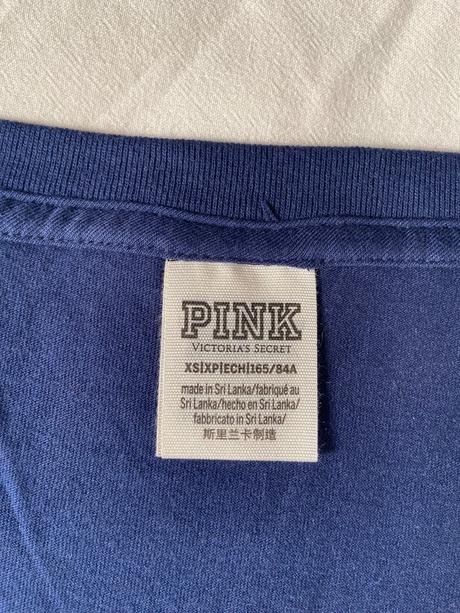 PINK
VICTORIA'S SECRET
XS|XP|ECH|165/84A
made in Sri Lanka/fabriqué au
Sri Lanka/hecho en Sri Lanka/
fabbricato in Sri Lanka/
斯里兰卡制造